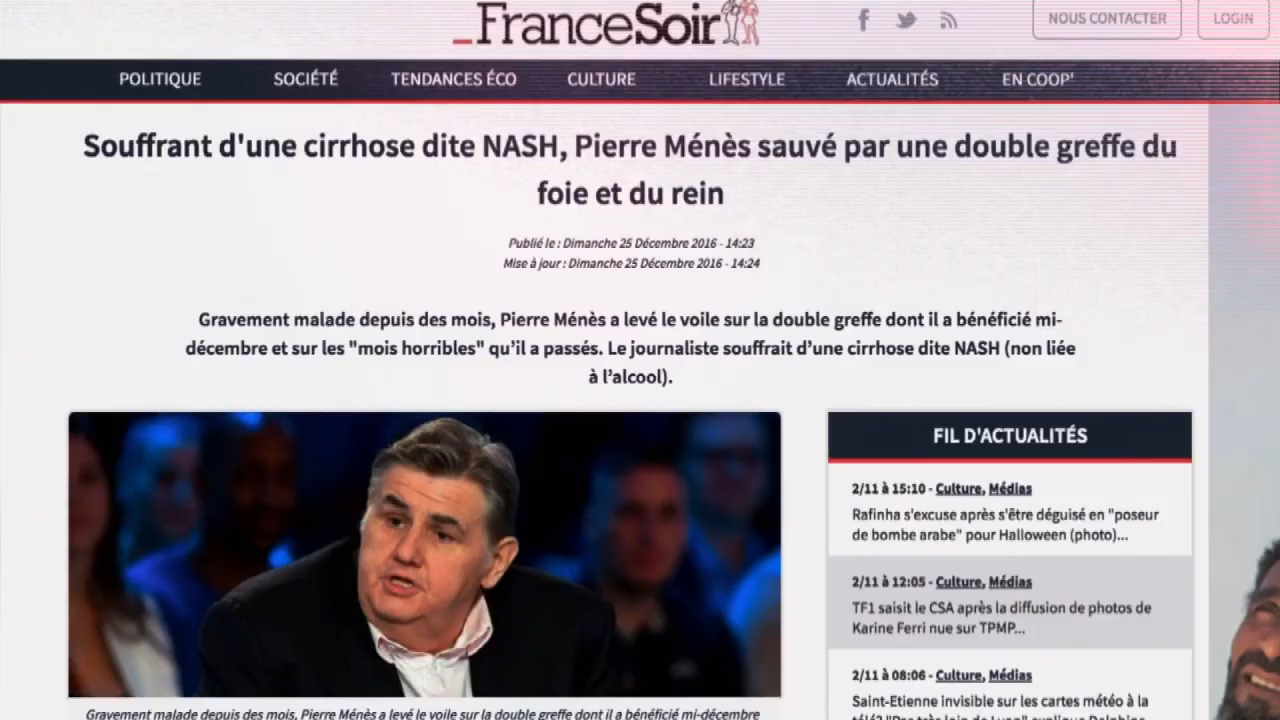 _FranceSoir
NOUS CONTACTER
LOGIN
POLITIQUE
SOCIÉTÉ
TENDANCES ÉCO
CULTURE
LIFESTYLE
ACTUALITÉS
EN COOP'
Souffrant d'une cirrhose dite NASH, Pierre Ménès sauvé par une double greffe du
foie et du rein
Publié le : Dimanche 25 Décembre 2016 - 14:23
Mise à jour : Dimanche 25 Décembre 2016 - 14:24
Gravement malade depuis des mois, Pierre Ménès a levé le voile sur la double greffe dont il a bénéficié mi-
décembre et sur les "mois horribles" qu'il a passés. Le journaliste souffrait d’une cirrhose dite NASH (non liée
à l’alcool).
Gravement malade depuis des mois, Pierre Ménès a levé le voile sur la double greffe dont il a bénéficié mi-décembre
FIL D'ACTUALITÉS
2/11 à 15:10 - Culture, Médias
Rafinha s'excuse après s'être déguisé en "poseur
de bombe arabe" pour Halloween (photo)...
2/11 à 12:05 - Culture, Médias
TF1 saisit le CSA après la diffusion de photos de
Karine Ferri nue sur TPMP...
2/11 à 08:06 - Culture, Médias
Saint-Etienne invisible sur les cartes météo à la